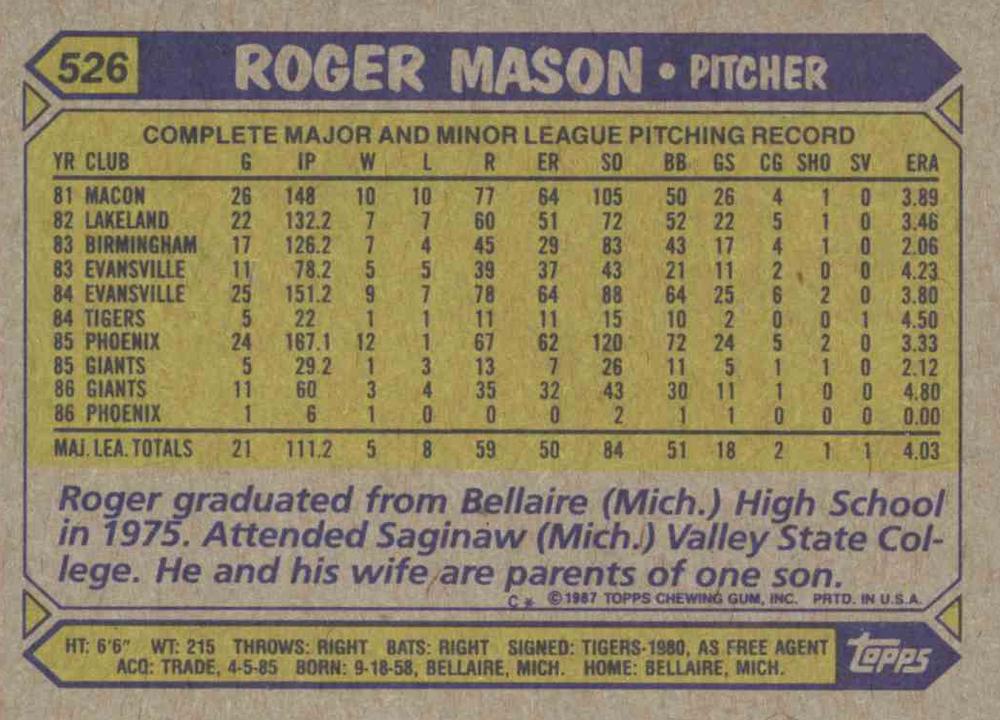 526 ROGER MASON • PITCHER
COMPLETE MAJOR AND MINOR LEAGUE PITCHING RECORD
YR CLUB G IP W L R ER SO BB GS CG SHO SV ERA
81 MACON 26 148 10 10 77 64 105 50 26 4 1 0 3.89
82 LAKELAND 22 132.2 7 7 60 51 72 52 22 5 1 0 3.46
83 BIRMINGHAM 17 126.2 7 4 45 29 83 43 17 4 1 0 2.06
83 EVANSVILLE 11 78.2 5 5 39 37 43 21 11 2 0 0 4.23
84 EVANSVILLE 25 151.2 9 7 78 64 88 64 25 6 2 0 3.80
84 TIGERS 5 22 1 1 11 11 15 10 2 0 0 1 4.50
85 PHOENIX 24 167.1 12 1 67 62 120 72 24 5 2 0 3.33
85 GIANTS 5 29.2 1 3 13 7 26 11 5 1 1 0 2.12
86 GIANTS 11 60 3 4 35 32 43 30 11 1 0 0 4.80
86 PHOENIX 1 6 1 0 0 0 2 1 1 0 0 0 0.00
MAJ. LEA. TOTALS 21 111.2 5 8 59 50 84 51 18 2 1 1 4.03
Roger graduated from Bellaire (Mich.) High School
in 1975. Attended Saginaw (Mich.) Valley State Col-
lege. He and his wife are parents of one son.
C* ©1987 TOPPS CHEWING GUM, INC. PRTD. IN U.S.A.
HT: 6'6" WT: 215 THROWS: RIGHT BATS: RIGHT SIGNED: TIGERS-1980, AS FREE AGENT
ACQ: TRADE, 4-5-85 BORN: 9-18-58, BELLAIRE, MICH. HOME: BELLAIRE, MICH.
topps